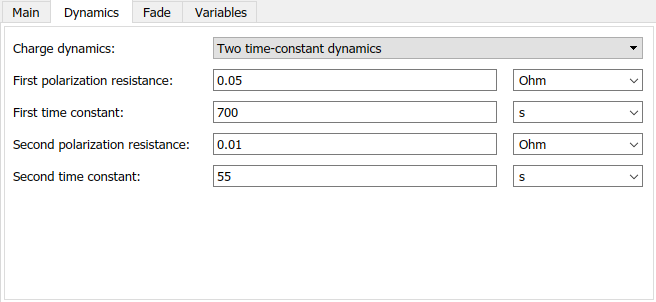 Main Dynamics Fade Variables
Charge dynamics: Two time-constant dynamics
First polarization resistance: 0.05 Ohm
First time constant: 700 s
Second polarization resistance: 0.01 Ohm
Second time constant: 55 s